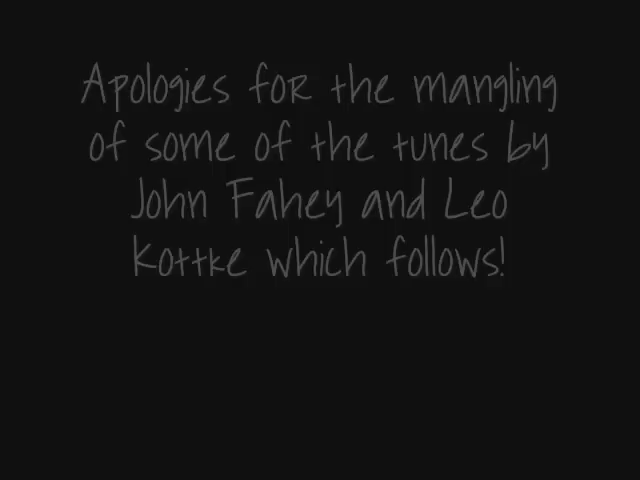 Apologies for the mangling
of some of the tunes by
John Fahey and Leo
Kottke which follows!